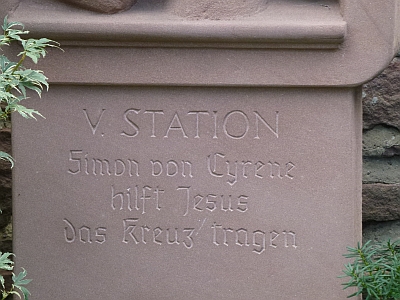 V. STATION
Simon von Cyrene
hilft Jesus
das Kreuz tragen